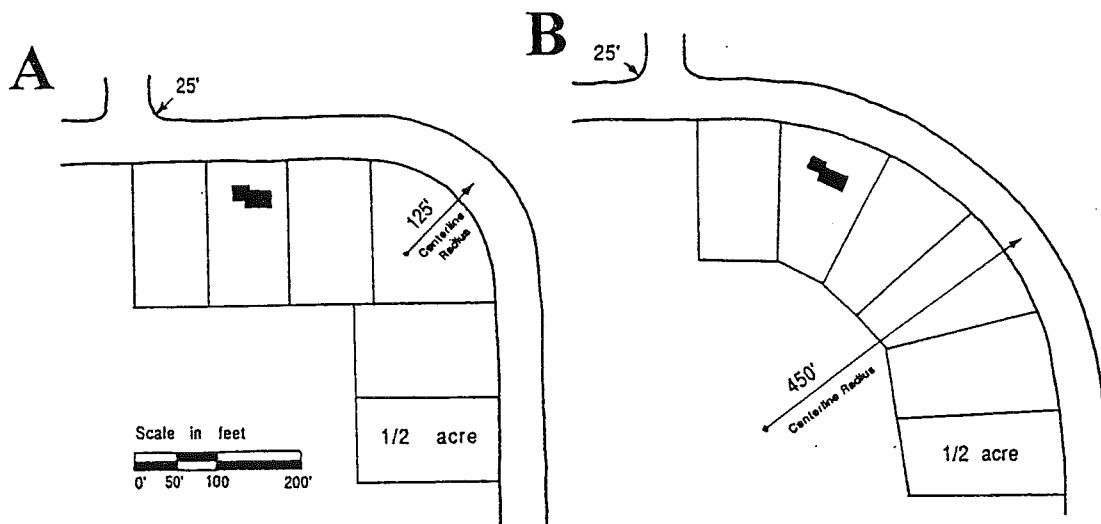 A
25'
125'
Centerline
Radius
1/2 acre
Scale in feet
0' 50' 100 200'
B
25'
450'
Centerline Radius
1/2 acre